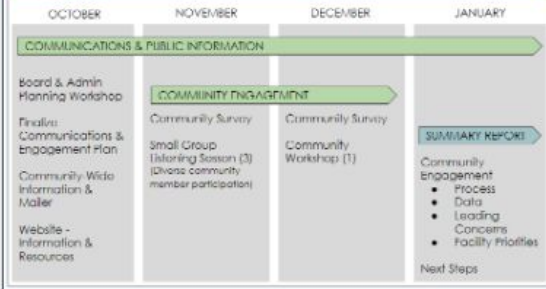 OCTOBER
NOVEMBER
DECEMBER
JANUARY
COMMUNICATIONS & PUBLIC INFORMATION
Board & Admin
Planning Workshop
Finalize
Communications &
Engagement Plan
Community-Wide
Information &
Mailer
Website -
Information &
Resources
COMMUNITY ENGAGEMENT
Community Survey
Small Group
Listening Sesson (3)
(Diverse community
member participation)
Community Survey
Community
Workshop (1)
SUMMARY REPORT
Community
Engagement
● Process
● Data
● Leading
Concerns
● Facility Priorities
Next Steps